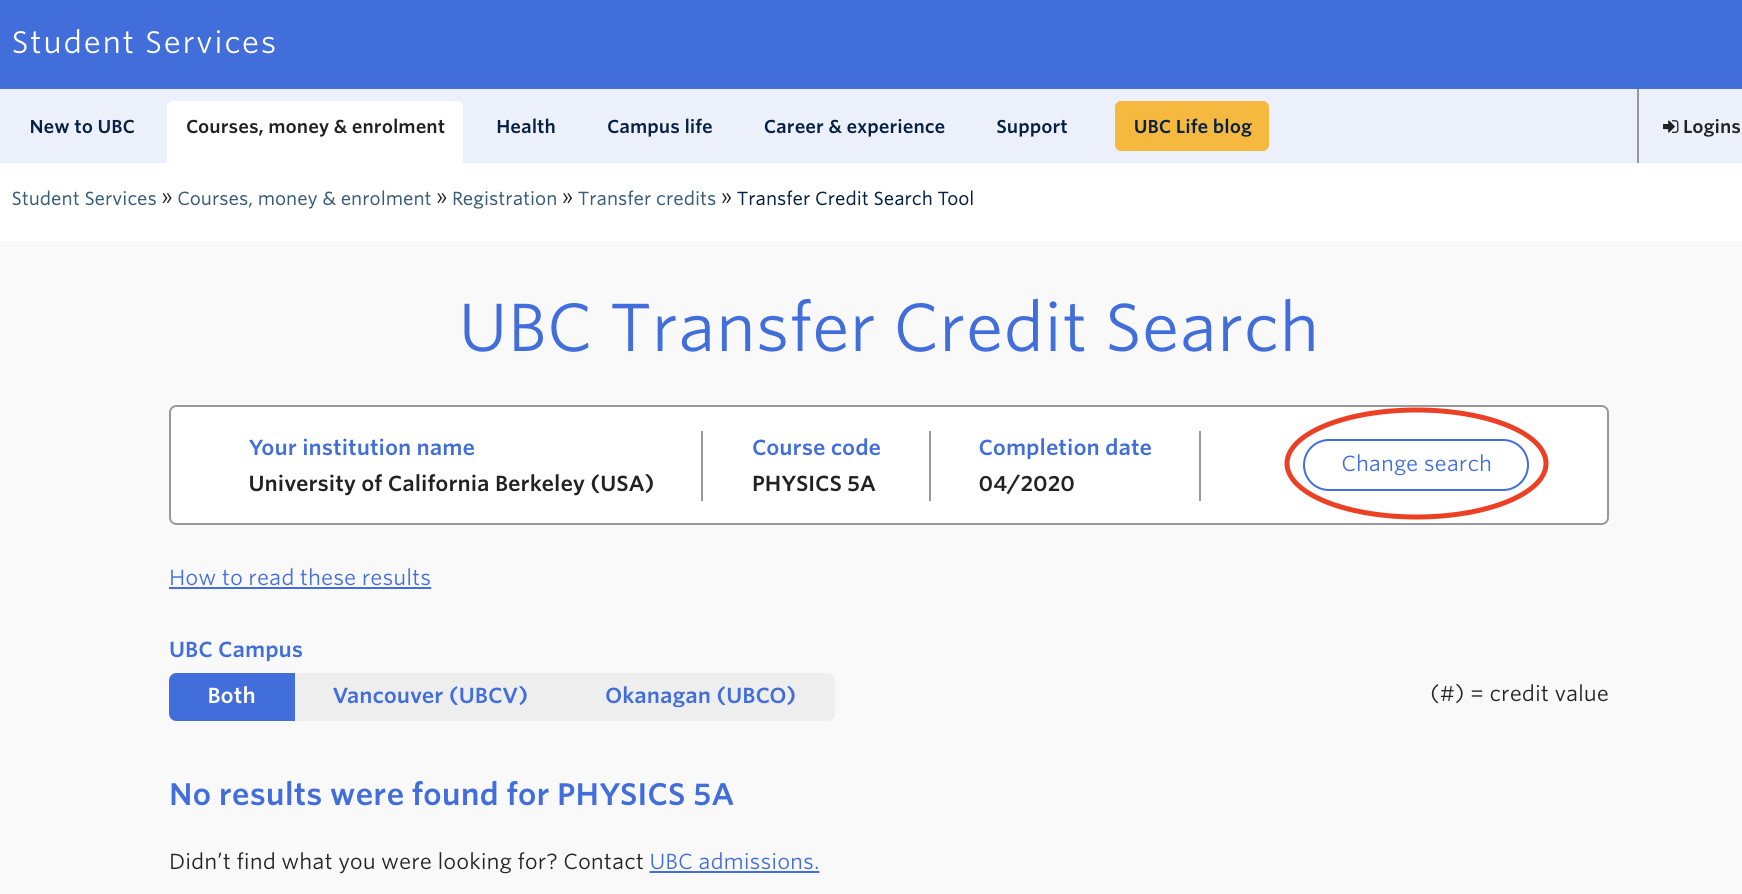 Student Services
New to UBC Courses, money & enrolment Health Campus life Career & experience Support UBC Life blog Logins
Student Services » Courses, money & enrolment » Registration » Transfer credits » Transfer Credit Search Tool
UBC Transfer Credit Search
Your institution name Course code Completion date
University of California Berkeley (USA) PHYSICS 5A 04/2020 Change search
How to read these results
UBC Campus
Both Vancouver (UBCV) Okanagan (UBCO) (#) = credit value
No results were found for PHYSICS 5A
Didn’t find what you were looking for? Contact UBC admissions.